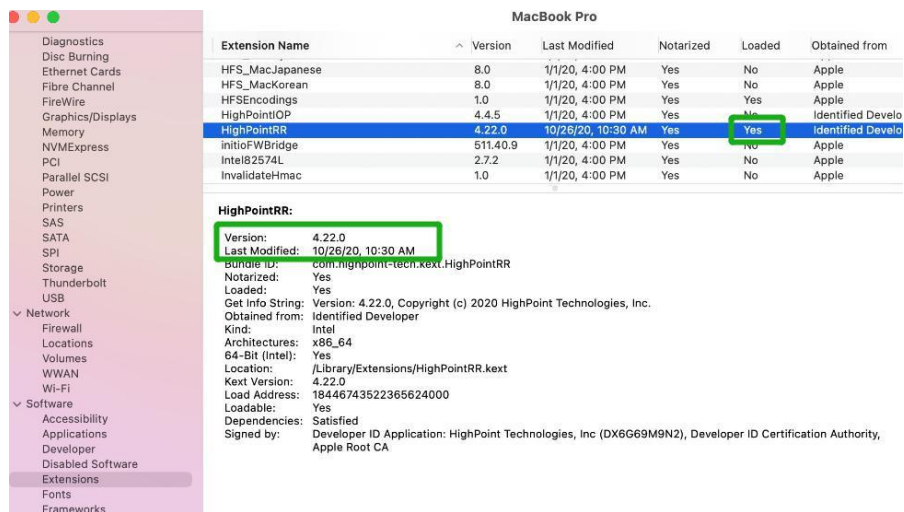 MacBook Pro
Diagnostics
Disc Burning
Ethernet Cards
Fibre Channel
FireWire
Graphics/Displays
Memory
NVMExpress
PCI
Parallel SCSI
Power
Printers
SAS
SATA
SPI
Storage
Thunderbolt
USB
Network
Firewall
Locations
Volumes
WWAN
Wi-Fi
Software
Accessibility
Applications
Developer
Disabled Software
Extensions
Fonts
Frameworks
Extension Name Version Last Modified Notarized Loaded Obtained from
HFS_MacJapanese 8.0 1/1/20, 4:00 PM Yes No Apple
HFS_MacKorean 8.0 1/1/20, 4:00 PM Yes No Apple
HFSEncodings 1.0 1/1/20, 4:00 PM Yes Yes Apple
HighPointIOP 4.4.5 1/1/20, 4:00 PM Yes No Identified Develo
HighPointRR 4.22.0 10/26/20, 10:30 AM Yes Yes Identified Develo
initioFWBridge 511.40.9 1/1/20, 4:00 PM Yes No Apple
Intel82574L 2.7.2 1/1/20, 4:00 PM Yes No Apple
InvalidateHmac 1.0 1/1/20, 4:00 PM Yes No Apple
HighPointRR:
Version: 4.22.0
Last Modified: 10/26/20, 10:30 AM
Bundle ID: com.highpoint-tech.kext.HighPointRR
Notarized: Yes
Loaded: Yes
Get Info String: Version: 4.22.0, Copyright (c) 2020 HighPoint Technologies, Inc.
Obtained from: Identified Developer
Kind: Intel
Architectures: x86_64
64-Bit (Intel): Yes
Location: /Library/Extensions/HighPointRR.kext
Kext Version: 4.22.0
Load Address: 18446743522365624000
Loadable: Yes
Dependencies: Satisfied
Signed by: Developer ID Application: HighPoint Technologies, Inc (DX6G69M9N2), Developer ID Certification Authority,
Apple Root CA